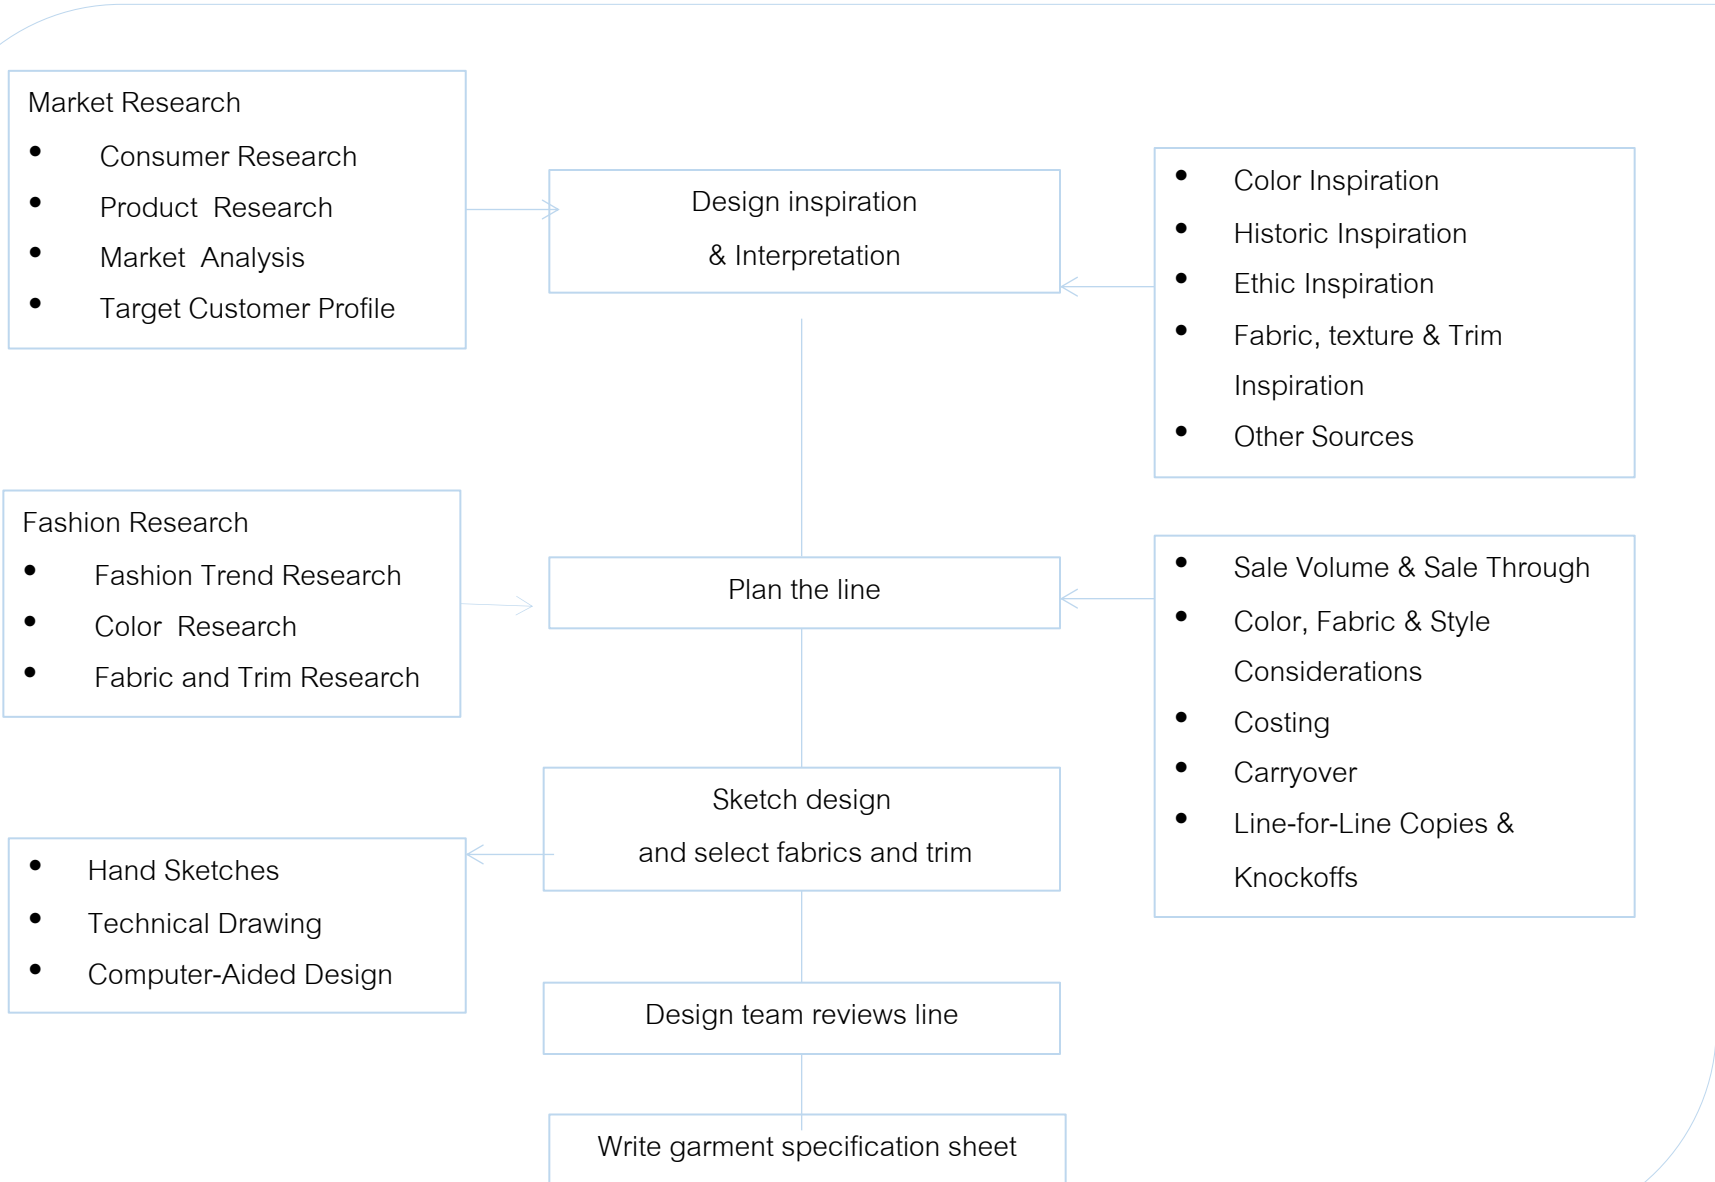 Market Research
• Consumer Research
• Product Research
• Market Analysis
• Target Customer Profile
Design inspiration
& Interpretation
• Color Inspiration
• Historic Inspiration
• Ethic Inspiration
• Fabric, texture & Trim
Inspiration
• Other Sources
Fashion Research
• Fashion Trend Research
• Color Research
• Fabric and Trim Research
Plan the line
• Sale Volume & Sale Through
• Color, Fabric & Style
Considerations
• Costing
• Carryover
• Line-for-Line Copies &
Knockoffs
Sketch design
and select fabrics and trim
• Hand Sketches
• Technical Drawing
• Computer-Aided Design
Design team reviews line
Write garment specification sheet